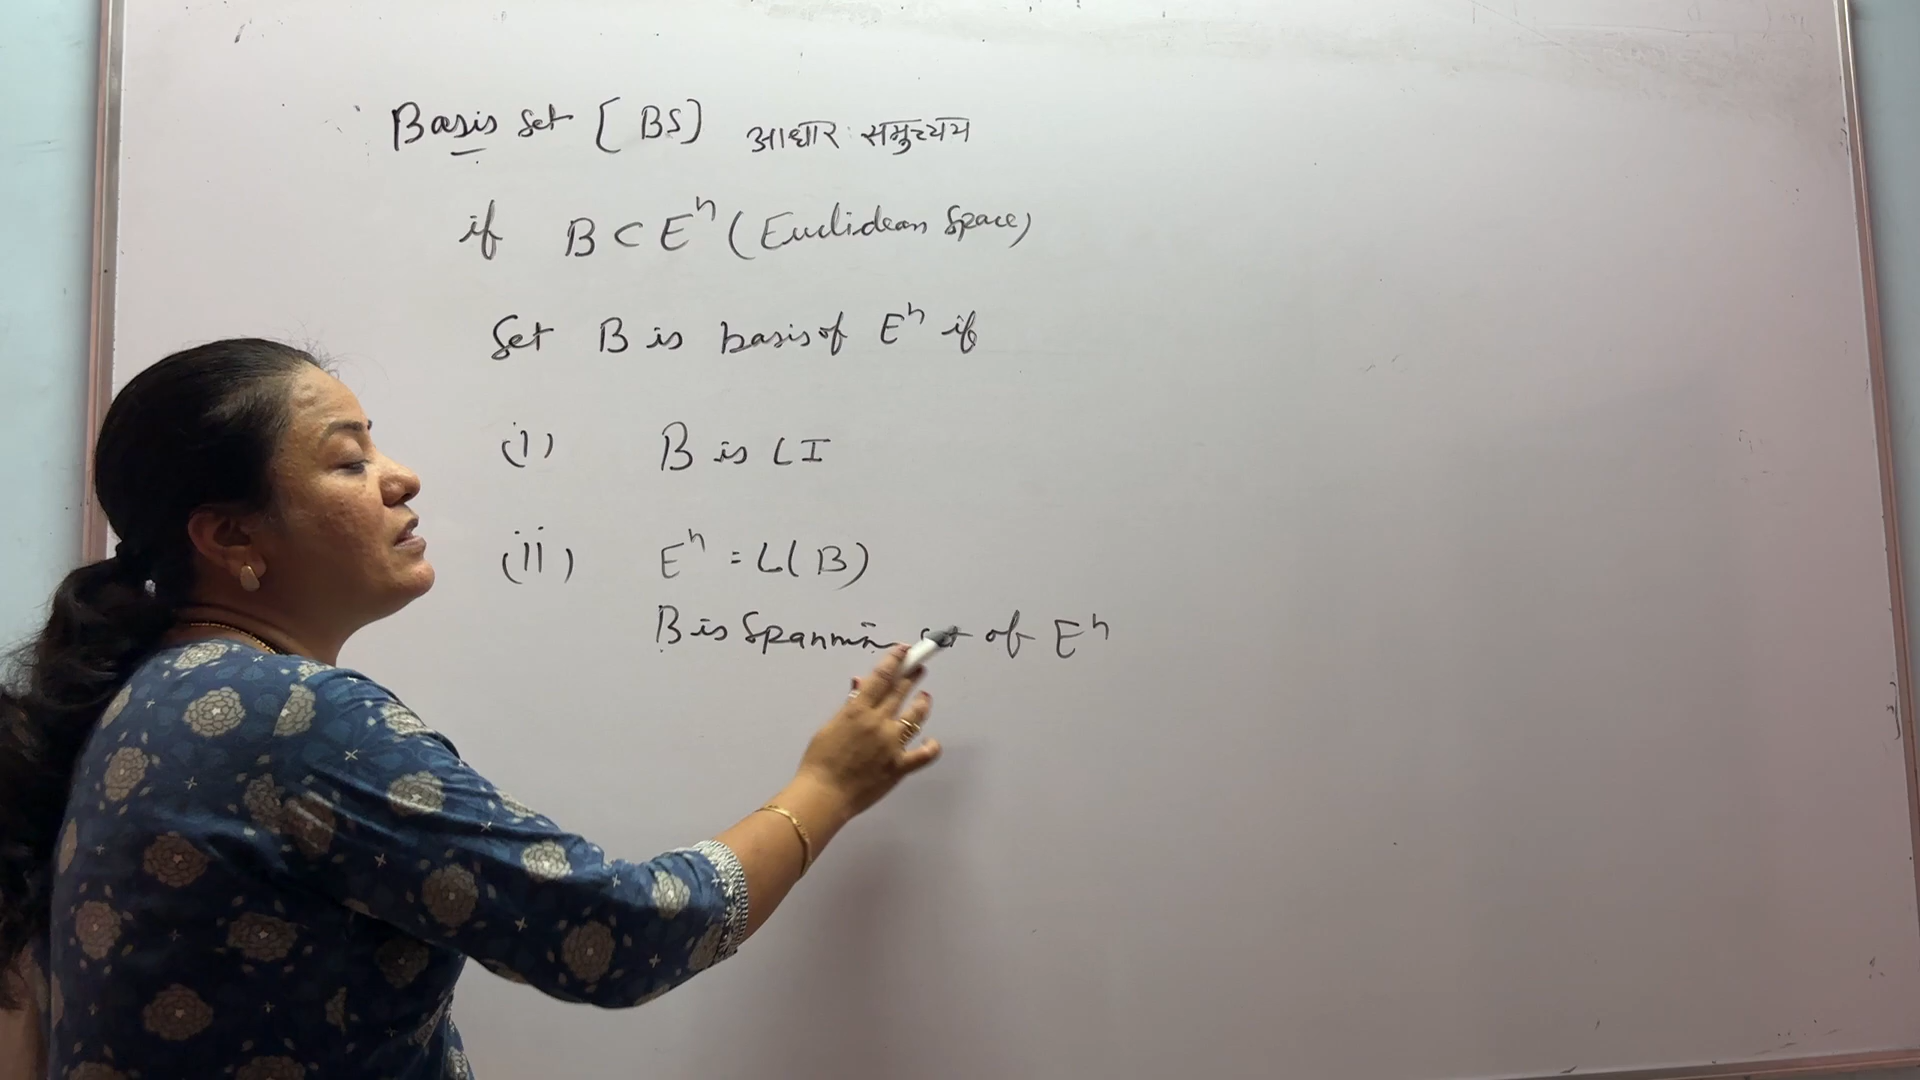 Basis Set [BS] आधार समुच्चय
if B ⊂ Eⁿ (Euclidean Space)
Set B is basis of Eⁿ if
(i) B is LI
(ii) Eⁿ = L(B)
B is Spannin set of Eⁿ